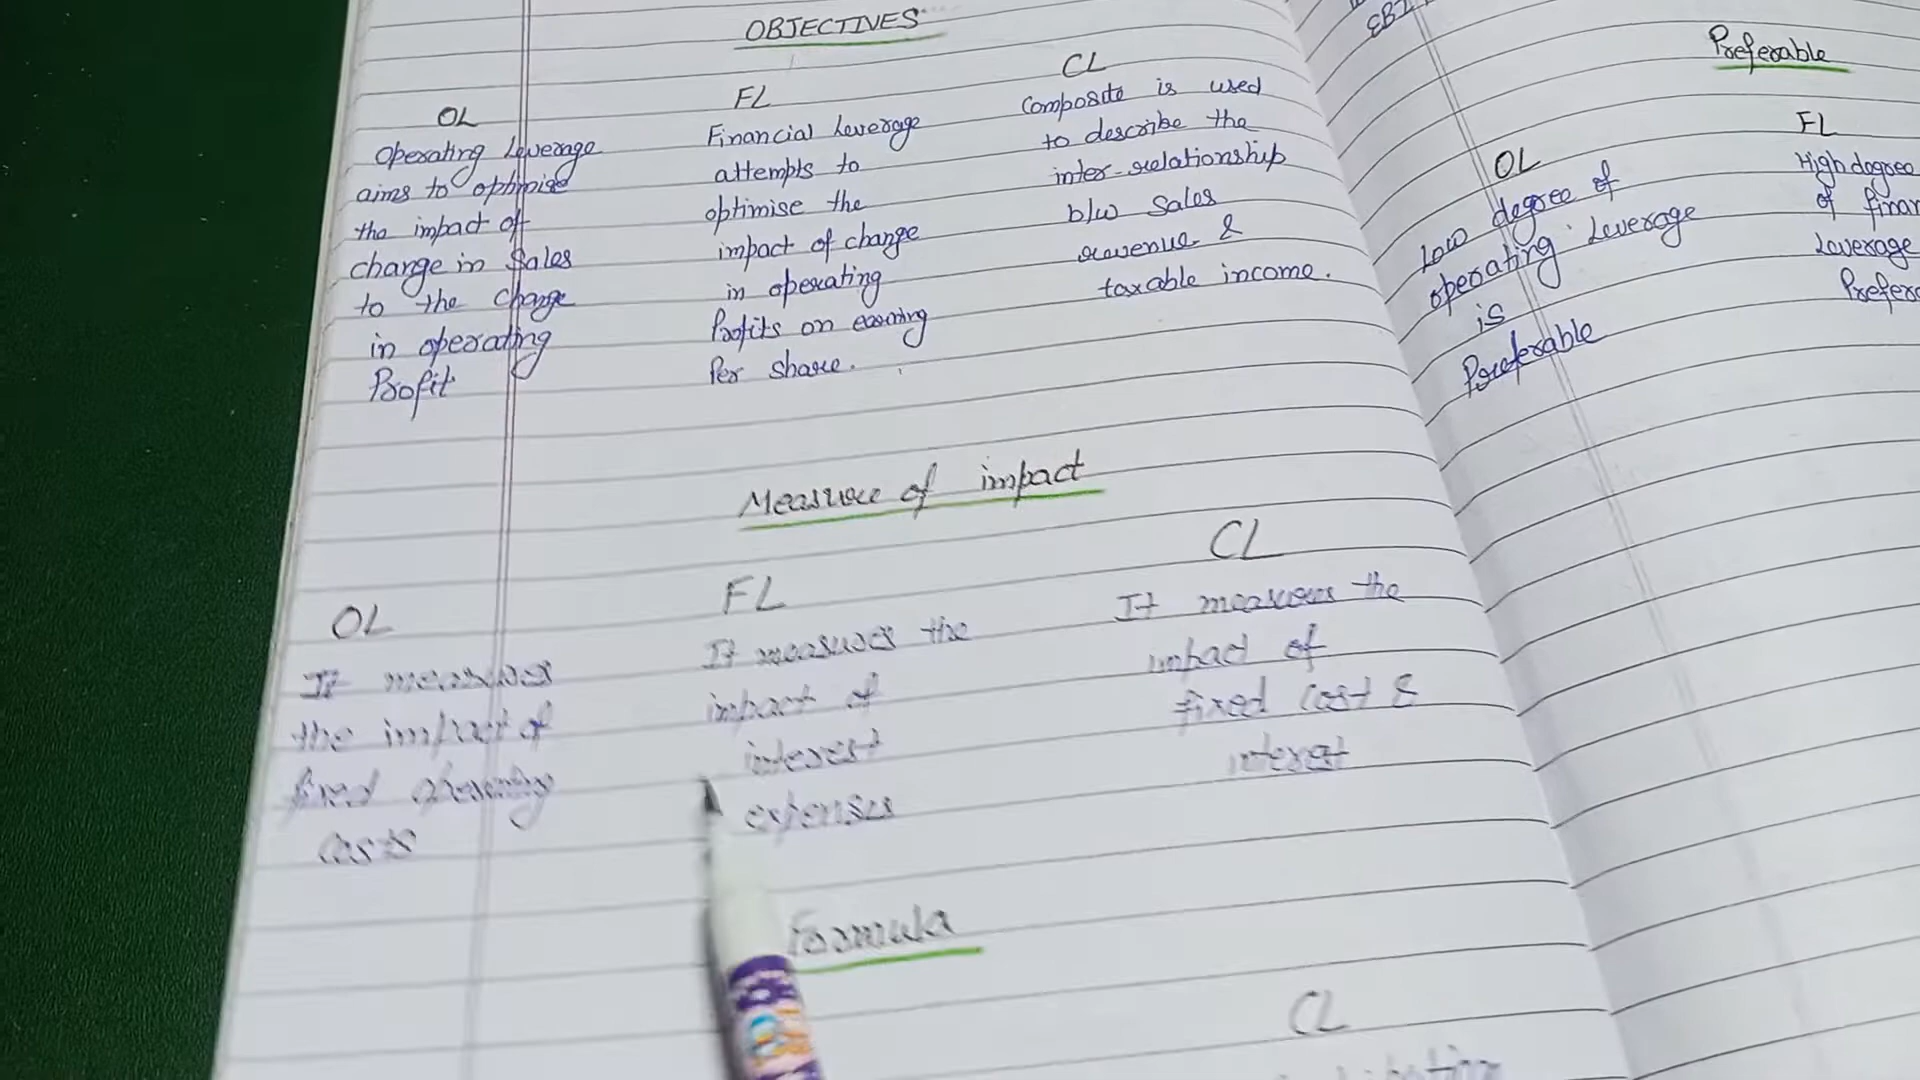 OBJECTIVES
OL
Operating Leverage
aims to optimise
the impact of
change in Sales
to the change
in operating
Profit
FL
Financial Leverage
attempts to
optimise the
impact of change
in operating
Profits on earning
Per share.
CL
Composite is used
to describe the
inter-relationship
b/w Sales
revenue &
taxable income.
Measure of impact
OL
It measures
the impact of
fixed operating
costs
FL
It measures the
impact of
interest
expenses
CL
It measures the
impact of
fixed cost &
interest
Formula
CL
Preferable
OL
Low degree of
operating Leverage
is
Preferable
FL
High degree
of
Leverage